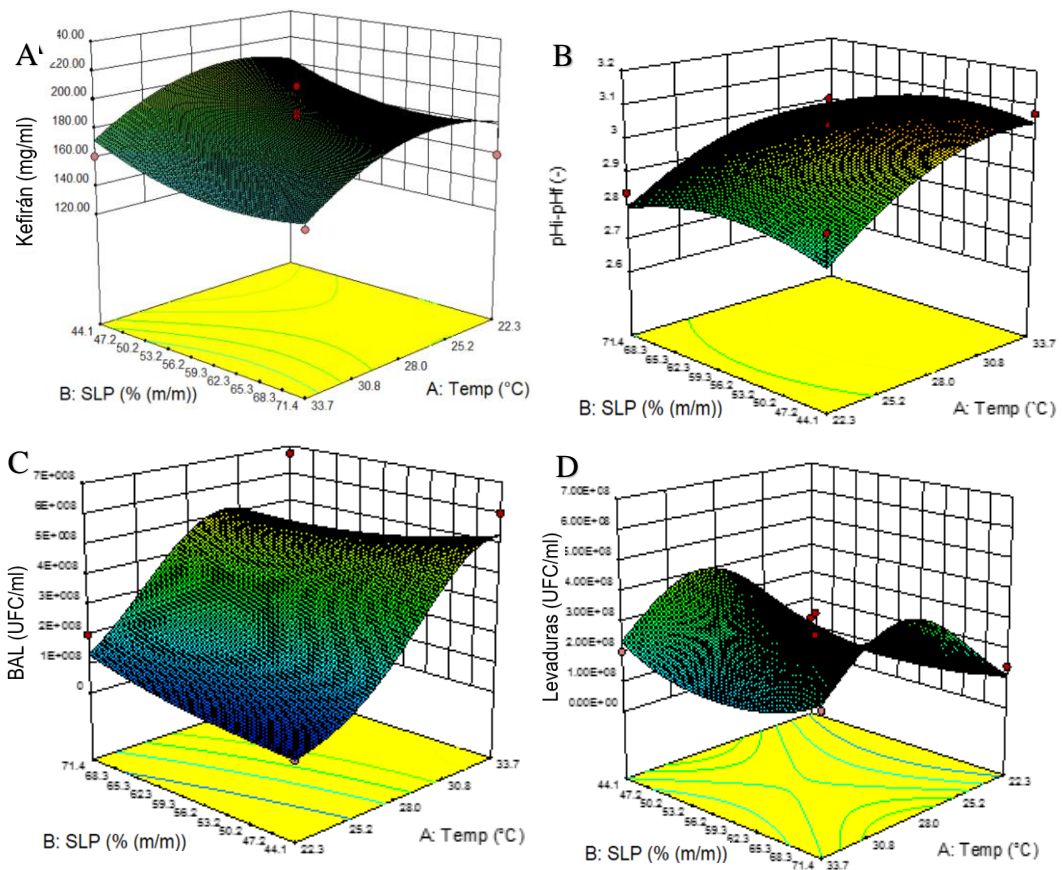 A
40.00
220.00
200.00
180.00
160.00
140.00
120.00
Kefirán (mg/ml)
44.1
47.2
50.2
53.2
56.2
59.3
62.3
65.3
68.3
71.4
B: SLP (% (m/m))
33.7
30.8
28.0
25.2
22.3
A: Temp (°C)
B
3.2
3.1
3
2.9
2.8
2.7
2.6
pHi-pHf (-)
71.4
68.3
65.3
62.3
59.3
56.2
53.2
50.2
47.2
44.1
B: SLP (% (m/m))
22.3
25.2
28.0
30.8
33.7
A: Temp (°C)
C
7E+008
6E+008
5E+008
4E+008
3E+008
2E+008
1E+008
0
BAL (UFC/ml)
71.4
68.3
65.3
62.3
59.3
56.2
53.2
50.2
47.2
44.1
B: SLP (% (m/m))
22.3
25.2
28.0
30.8
33.7
A: Temp (°C)
D
7.00E+08
6.00E+08
5.00E+08
4.00E+08
3.00E+08
2.00E+08
1.00E+08
0.00E+00
Levaduras (UFC/ml)
44.1
47.2
50.2
53.2
56.2
59.3
62.3
65.3
68.3
71.4
B: SLP (% (m/m))
33.7
30.8
28.0
25.2
22.3
A: Temp (°C)